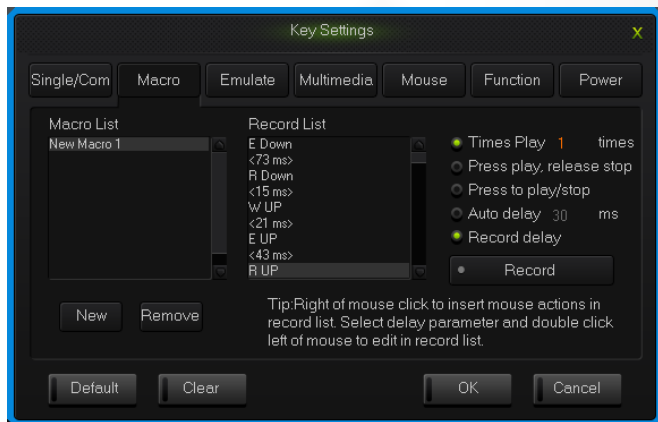 Key Settings
X
Single/Com
Macro
Emulate
Multimedia
Mouse
Function
Power
Macro List
New Macro 1
Record List
E Down
<73 ms>
R Down
<15 ms>
W UP
<21 ms>
E UP
<43 ms>
R UP
Times Play 1 times
Press play, release stop
Press to play/stop
Auto delay 30 ms
Record delay
Record
New
Remove
Tip:Right of mouse click to insert mouse actions in
record list. Select delay parameter and double click
left of mouse to edit in record list.
Default
Clear
OK
Cancel